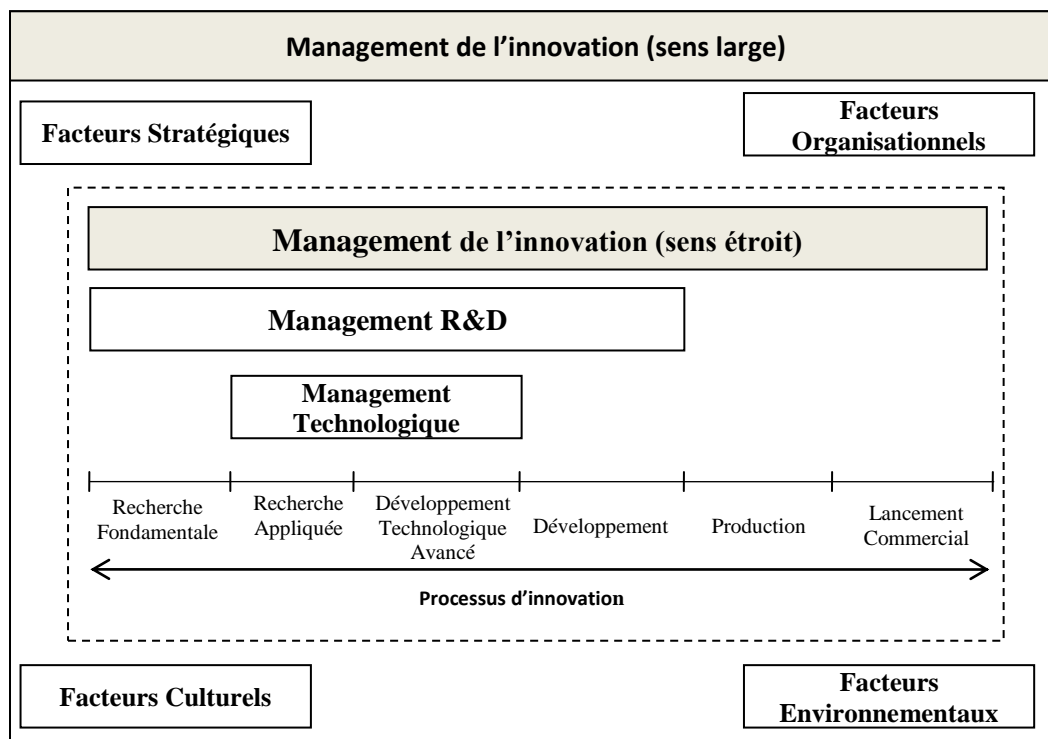 Management de l'innovation (sens large)
Facteurs Stratégiques
Facteurs
Organisationnels
Management de l'innovation (sens étroit)
Management R&D
Management
Technologique
Recherche
Fondamentale
Recherche
Appliquée
Développement
Technologique
Avancé
Développement
Production
Lancement
Commercial
Processus d'innovation
Facteurs Culturels
Facteurs
Environnementaux